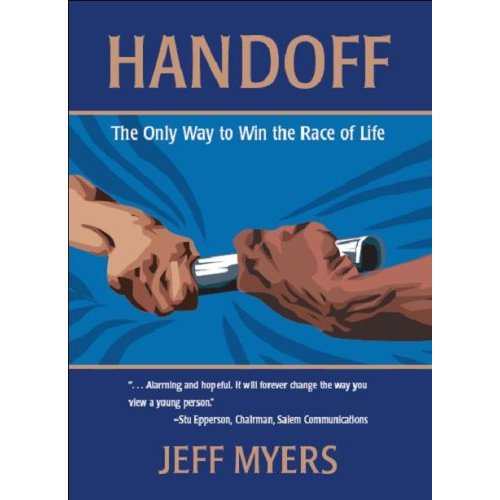 HANDOFF
The Only Way to Win the Race of Life
“. . . Alarming and hopeful. It will forever change the way you
view a young person.”
–Stu Epperson, Chairman, Salem Communications
JEFF MYERS